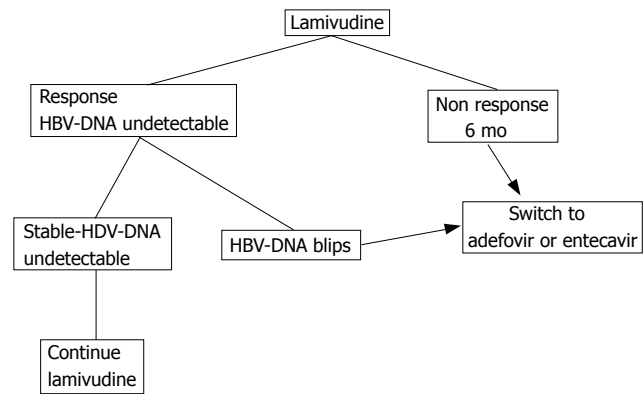 Lamivudine
Response
HBV-DNA undetectable
Non response
6 mo
Stable-HDV-DNA
undetectable
HBV-DNA blips
Switch to
adefovir or entecavir
Continue
lamivudine